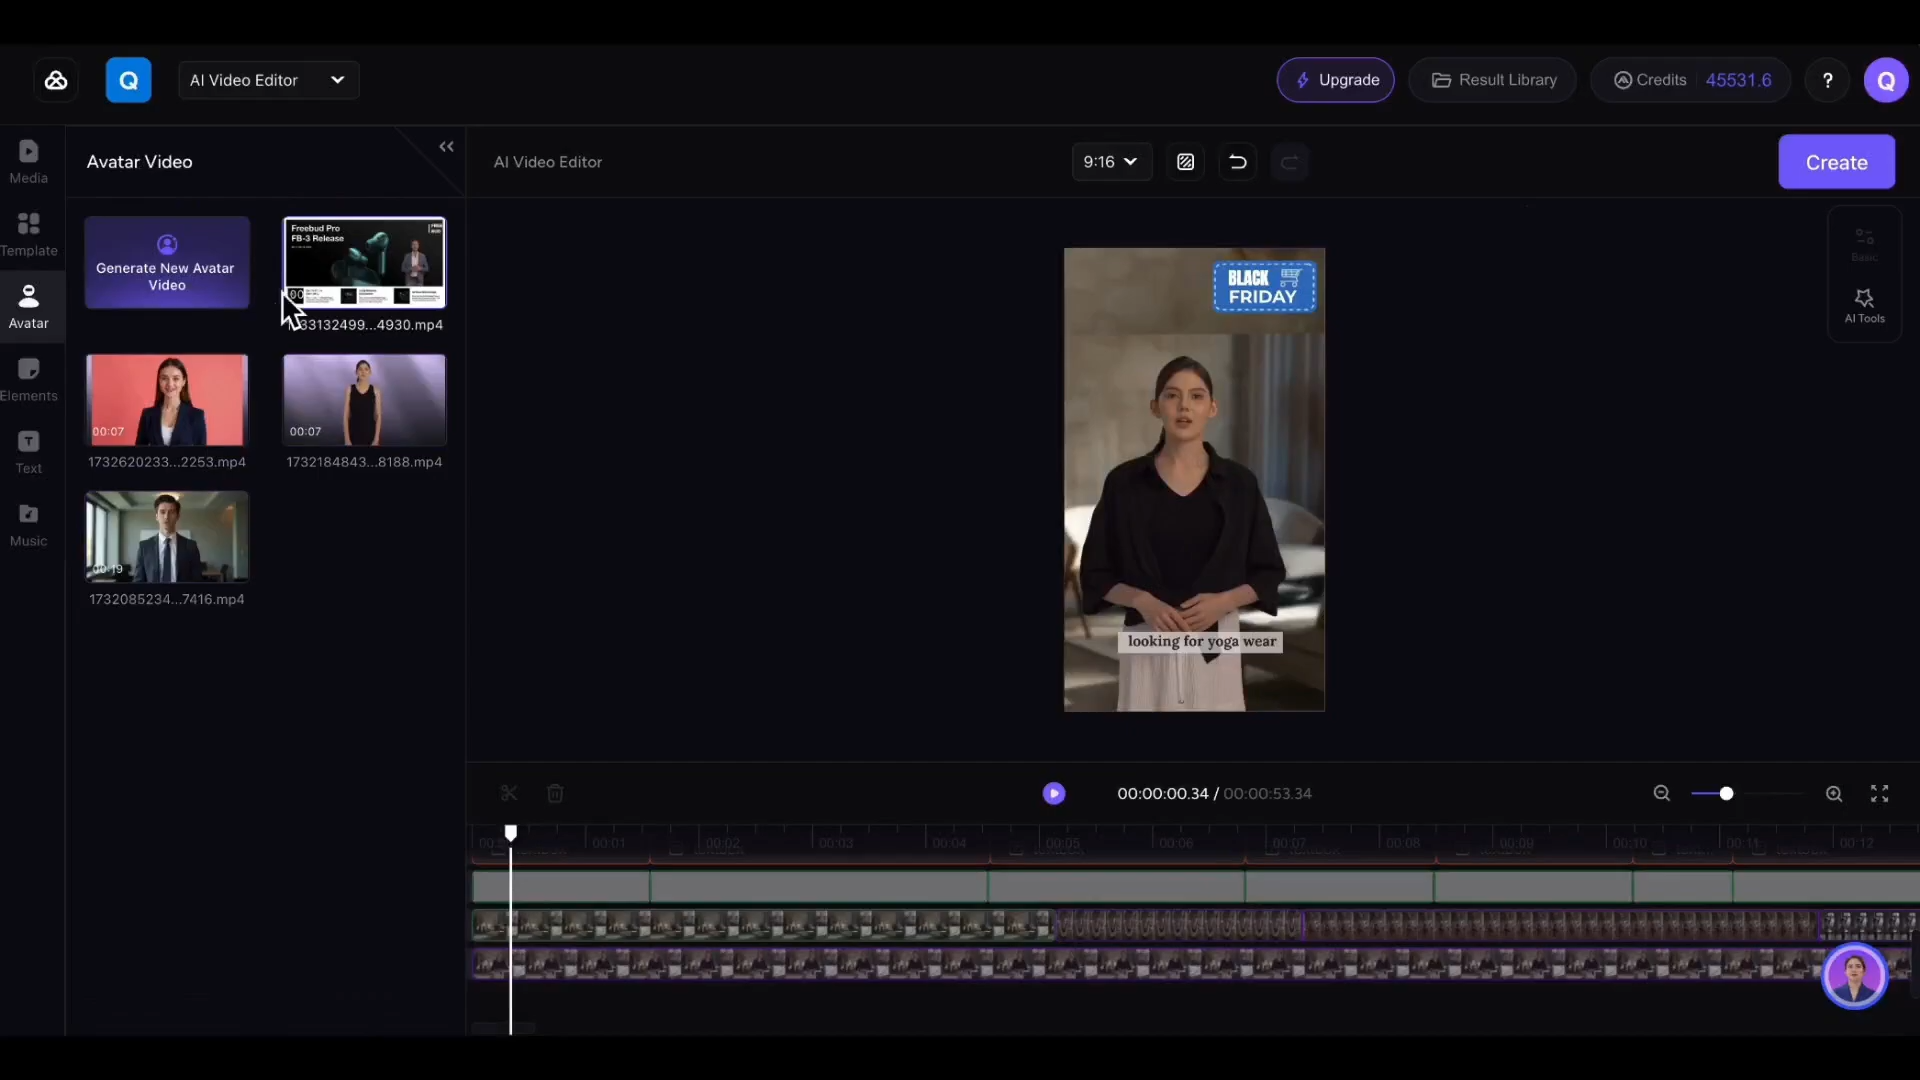 Q
AI Video Editor
Upgrade
Result Library
Credits
45531.6
?
Q
Media
Template
Avatar
Elements
Text
Music
Avatar Video
Generate New Avatar
Video
Freebud Pro
FB-3 Release
33132499...4930.mp4
00:07
1732620233...2253.mp4
00:07
1732184843...8188.mp4
00:19
1732085234...7416.mp4
AI Video Editor
9:16
Create
Basic
AI Tools
BLACK
FRIDAY
looking for yoga wear
00:00:00.34 / 00:00:53.34
00:01
00:02
00:03
00:04
00:05
00:06
00:07
00:08
00:09
00:10
00:11
00:12